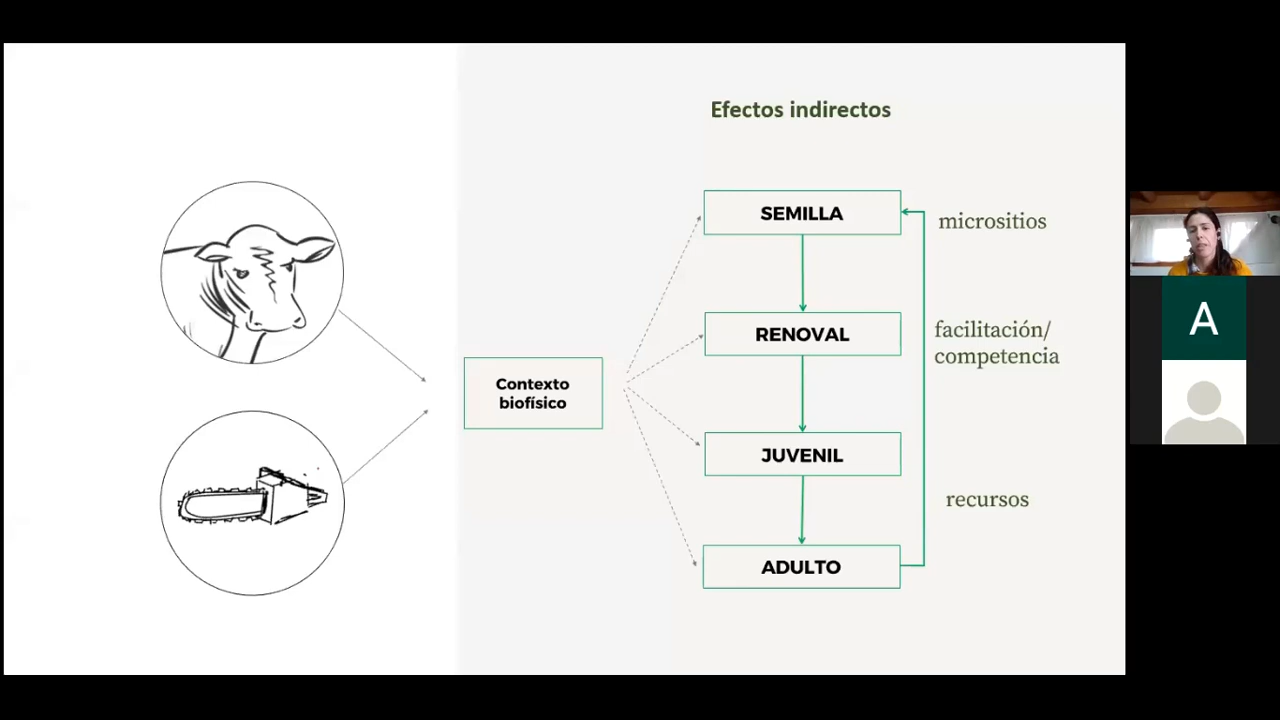 Efectos indirectos
SEMILLA
micrositios
RENOVAL
facilitación/
competencia
Contexto
biofísico
JUVENIL
recursos
ADULTO
A